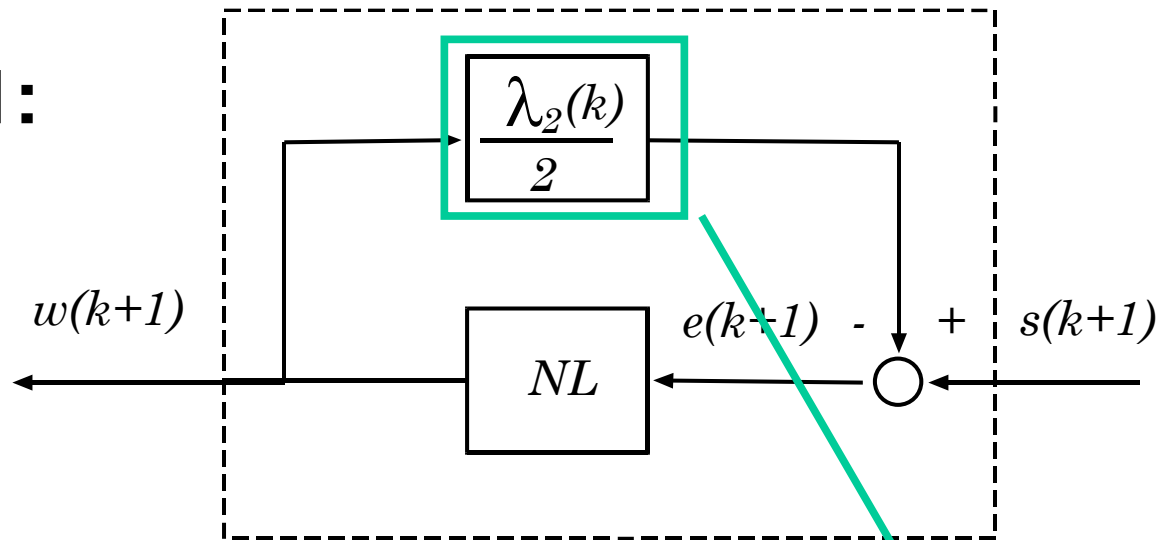 :
λ₂(k)
2
w(k+1)
NL
e(k+1) - + s(k+1)